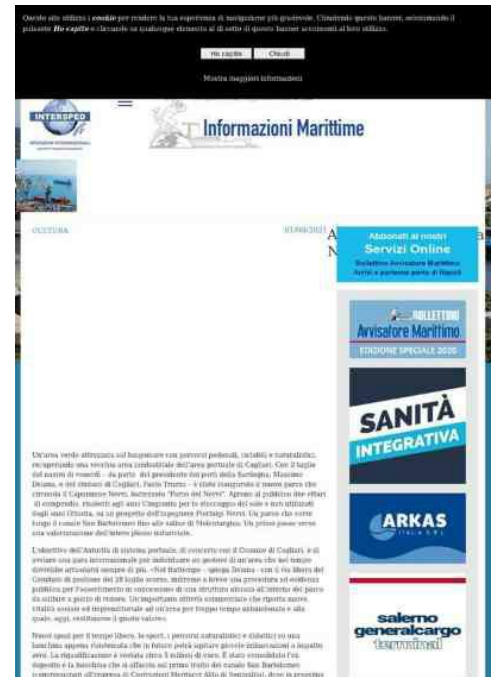 Questo sito utilizza i cookie per rendere la tua esperienza di navigazione più gradevole. Chiudendo questo banner, selezionando il
pulsante Ho capito o cliccando su qualunque elemento al di sotto di questo banner acconsenti al loro utilizzo.
Ho capito
Chiudi
Mostra maggiori informazioni
INTERSPED
Informazioni Marittime
CULTURA
Abbonati ai nostri
Servizi Online
Bollettino Avvisatore Marittimo
Arrivi e partenze porto di Napoli
BOLLETTINO
Avvisatore Marittimo
EDIZIONE SPECIALE 2020
SANITÀ
INTEGRATIVA
ARKAS
ITALIA S.R.L.
salerno
generalcargo
terminal
Un'area verde attrezzata sul lungomare con percorsi pedonali, ciclabili e naturalistici,
recuperando una vecchia area combustibile dell'area portuale di Cagliari. Con il taglio
del nastro di venerdì - da parte del presidente dei porti della Sardegna, Massimo
Deiana, e del sindaco di Cagliari, Paolo Truzzu - è stato inaugurato il nuovo parco che
circonda il Capannone Nervi, battezzato "Parco del Nervi". Aprono al pubblico due ettari
di compendio, risalenti agli anni Cinquanta per lo stoccaggio del sale e non utilizzati
dagli anni Ottanta, su un progetto dell'ingegnere Pierluigi Nervi. Un parco che corre
lungo il canale San Bartolomeo fino alle saline di Molentargius. Un primo passo verso
una valorizzazione dell'intero plesso industriale.
L'obiettivo dell'Autorità di sistema portuale, di concerto con il Comune di Cagliari, è di
avviare una gara internazionale per individuare un gestore di un'area che nel tempo
dovrebbe articolarsi sempre di più. «Nel frattempo - spiega Deiana - con il via libera del
Comitato di gestione del 28 luglio scorso, indiremo a breve una procedura ad evidenza
pubblica per l'esperimento in concessione di una struttura ubicata all'interno del parco
da adibire a punto di ristoro. Un'importante attività commerciale che riporta nuova
vitalità sociale ed imprenditoriale ad un'area per troppo tempo abbandonata e alla
quale, oggi, restituiamo il giusto valore».
Nuovi spazi per il tempo libero, lo sport, i percorsi naturalistici e didattici su una
banchina appena risistemata che in futuro potrà ospitare piccole imbarcazioni a impatto
zero. La riqualificazione è costata circa 5 milioni di euro. È stato consolidato l'ex
deposito e la banchina che si affaccia sul primo tratto del canale San Bartolomeo